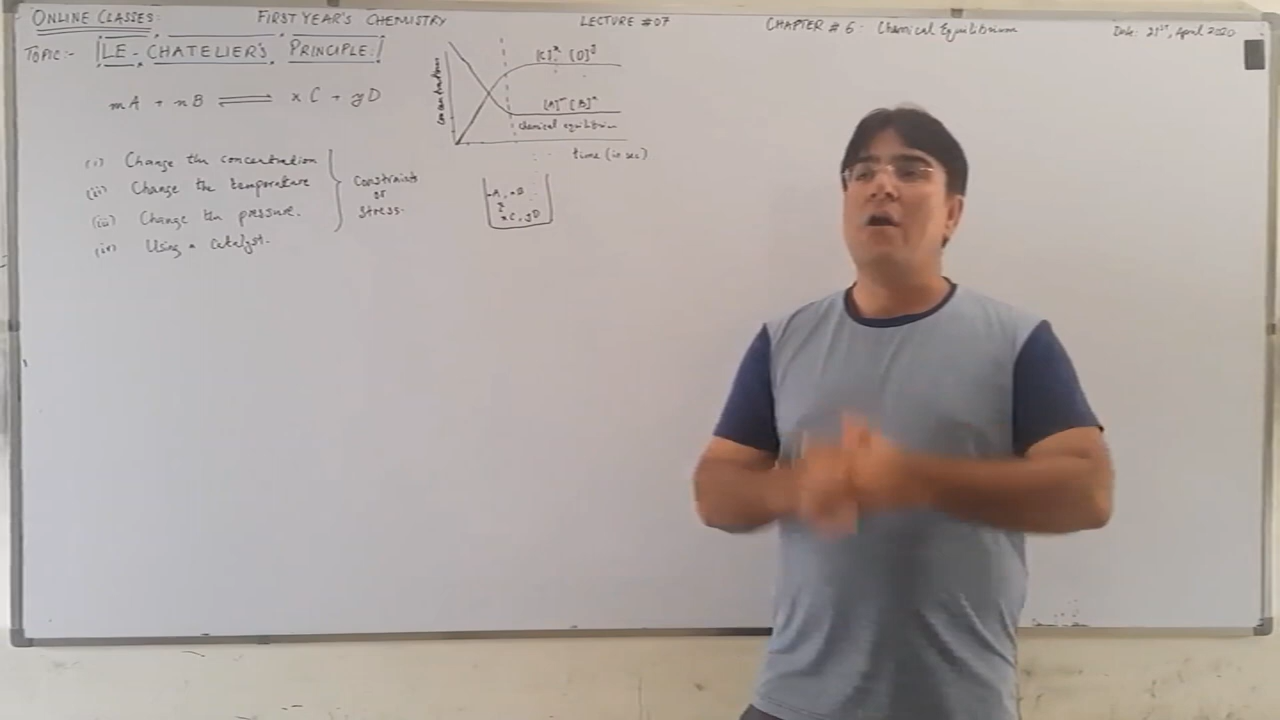 ONLINE CLASSES: FIRST YEAR'S CHEMISTRY LECTURE #07 CHAPTER # 6 - Chemical Equilibrium Date: 21st, April 2020
TOPIC:- LE-CHATELIER'S PRINCIPLE:
mA + nB ⇌ xC + yD
[C]x [D]y
[A]m [B]n
chemical equilibrium
time (in sec)
(i) Change the concentration
(ii) Change the temperature
(iii) Change the pressure.
(iv) Using a catalyst.
Constraints
or
Stress.
xC, yD